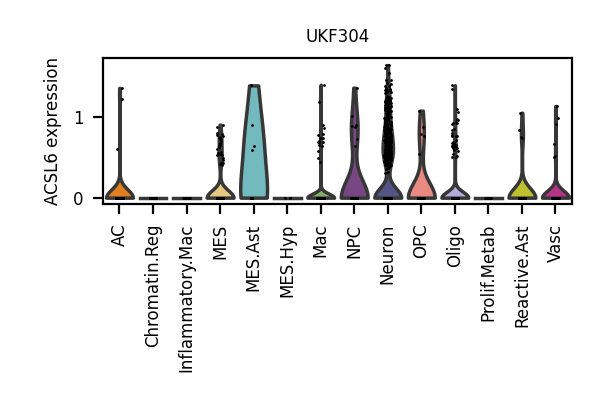 UKF304
ACSL6 expression
1
0
AC
Chromatin.Reg
Inflammatory.Mac
MES
MES.Ast
MES.Hyp
Mac
NPC
Neuron
OPC
Oligo
Prolif.Metab
Reactive.Ast
Vasc